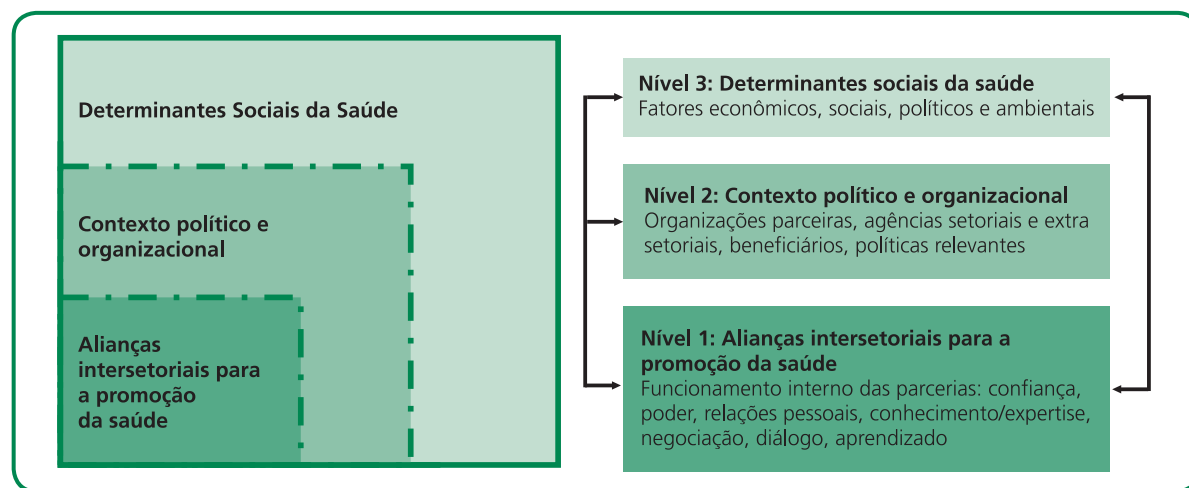 Determinantes Sociais da Saúde
Contexto político e
organizacional
Alianças
intersetoriais para
a promoção
da saúde
Nível 3: Determinantes sociais da saúde
Fatores econômicos, sociais, políticos e ambientais
Nível 2: Contexto político e organizacional
Organizações parceiras, agências setoriais e extra
setoriais, beneficiários, políticas relevantes
Nível 1: Alianças intersetoriais para a
promoção da saúde
Funcionamento interno das parcerias: confiança,
poder, relações pessoais, conhecimento/expertise,
negociação, diálogo, aprendizado